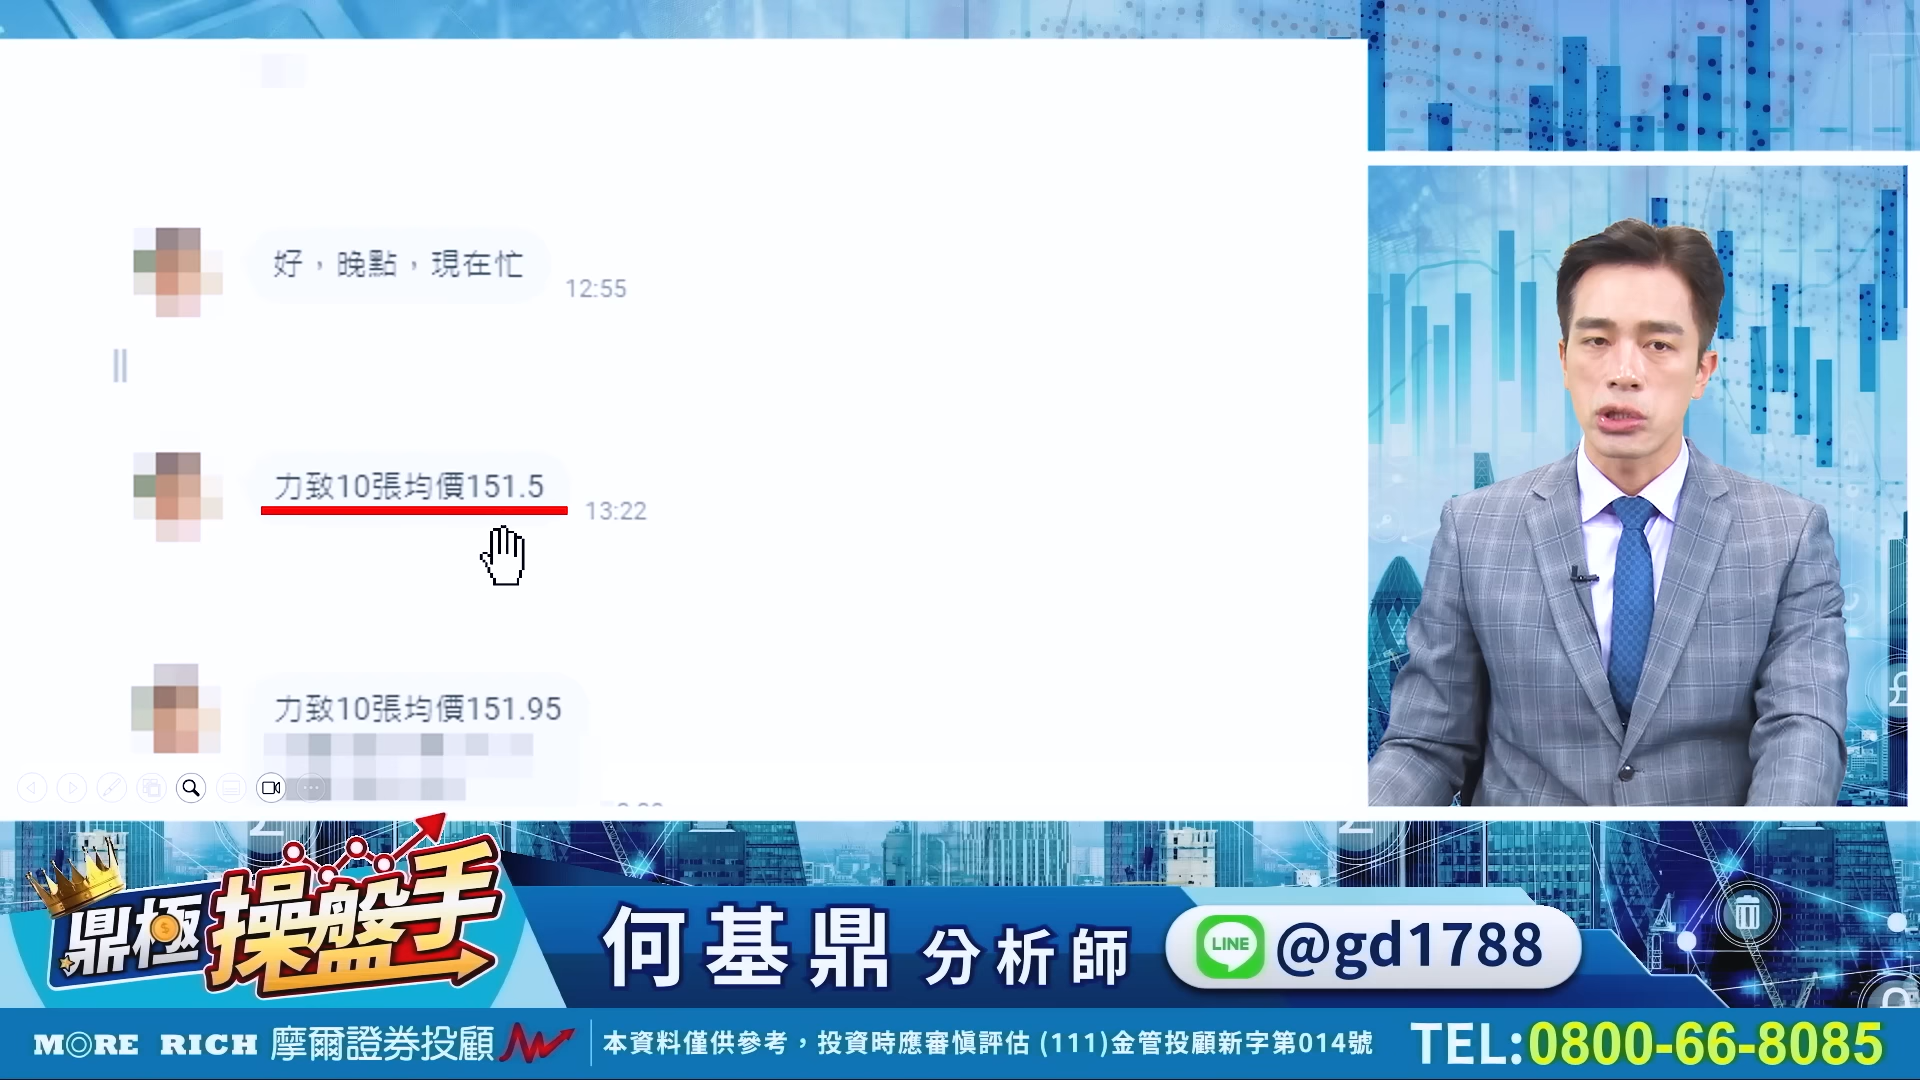 好，晚點，現在忙
12:55
力致10張均價151.5
13:22
力致10張均價151.95
鼎極操盤手
何基鼎 分析師
LINE @gd1788
MORE RICH 摩爾證券投顧
本資料僅供參考，投資時應審慎評估 (111)金管投顧新字第014號
TEL:0800-66-8085